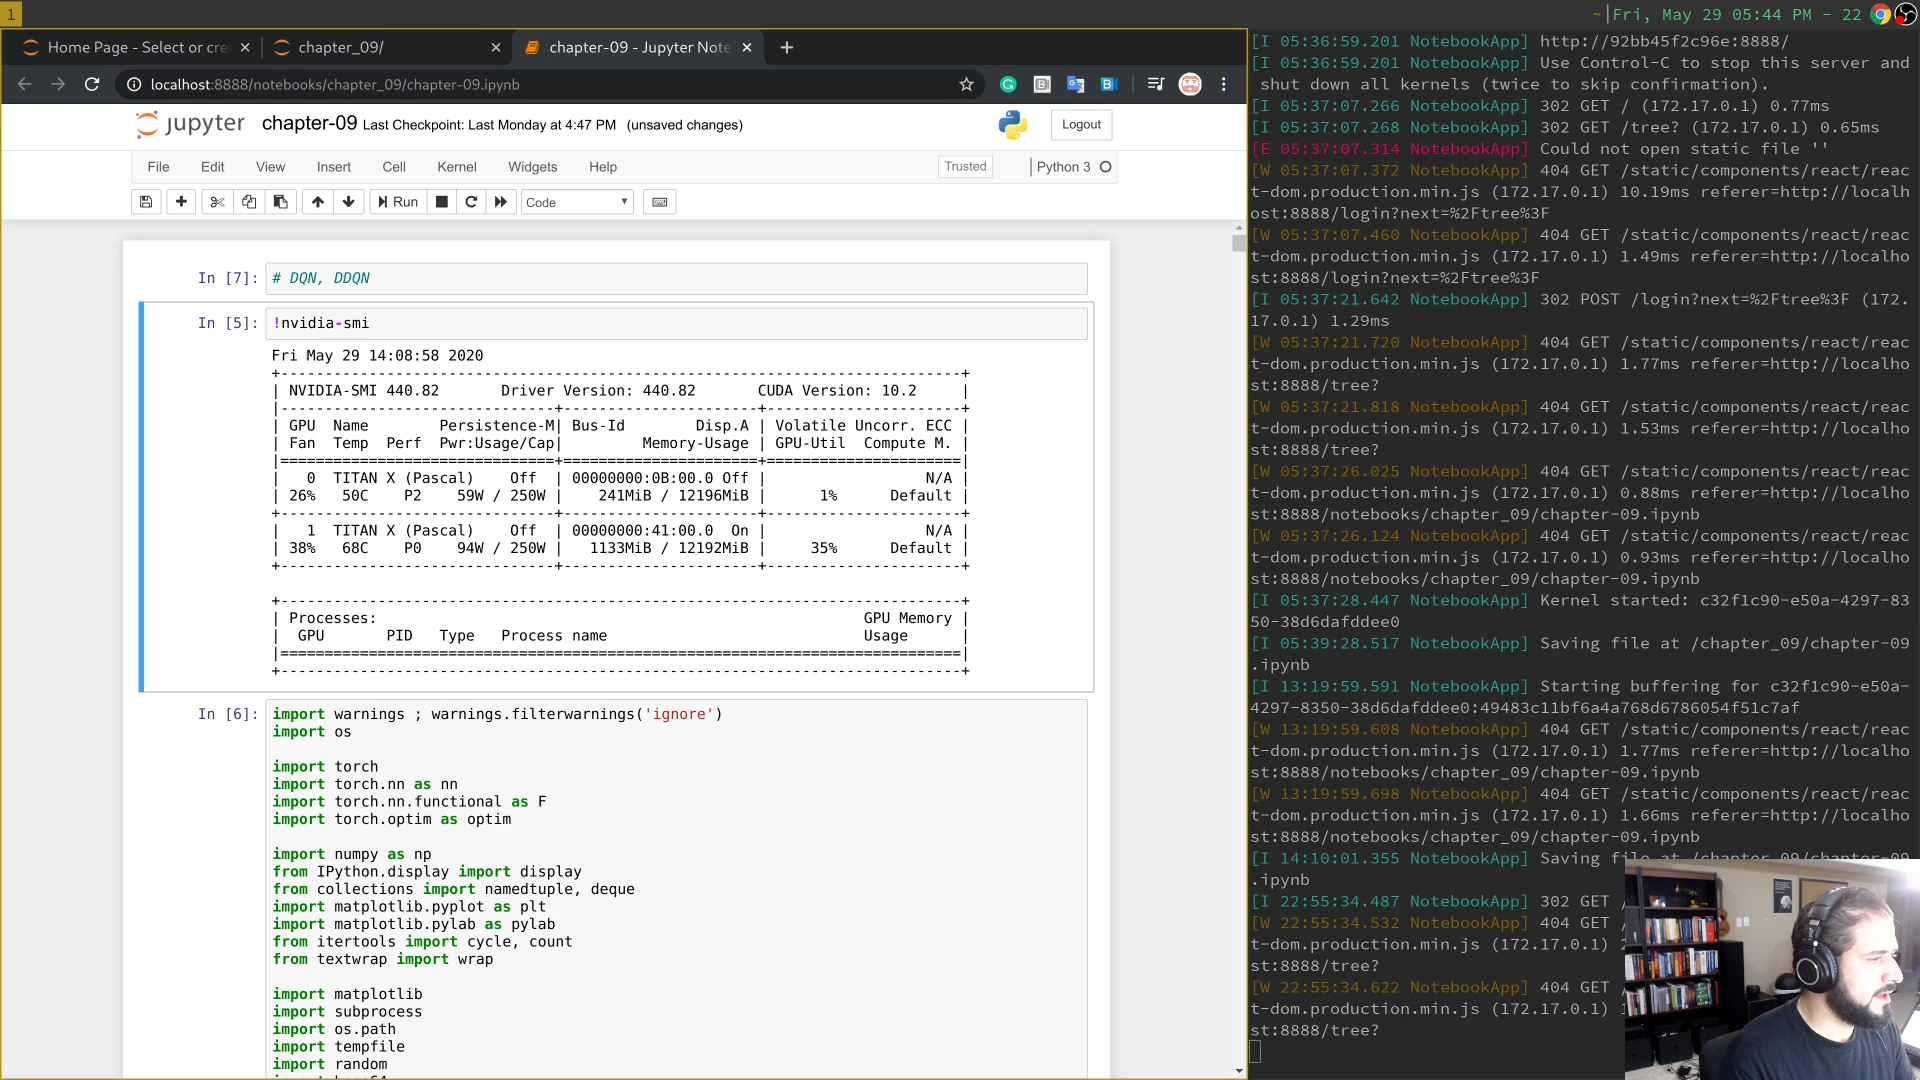 1
~ |Fri, May 29 05:44 PM - 22
Home Page - Select or cre
chapter_09/
chapter-09 - Jupyter Note
localhost:8888/notebooks/chapter_09/chapter-09.ipynb
jupyter chapter-09 Last Checkpoint: Last Monday at 4:47 PM (unsaved changes)
Logout
File Edit View Insert Cell Kernel Widgets Help
Trusted
Python 3
Run
Code
In [7]: # DQN, DDQN
In [5]: !nvidia-smi
Fri May 29 14:08:58 2020
+-----------------------------------------------------------------------------+
| NVIDIA-SMI 440.82       Driver Version: 440.82       CUDA Version: 10.2     |
|-------------------------------+----------------------+----------------------+
| GPU  Name        Persistence-M| Bus-Id        Disp.A | Volatile Uncorr. ECC |
| Fan  Temp  Perf  Pwr:Usage/Cap|         Memory-Usage | GPU-Util  Compute M. |
|===============================+======================+======================|
|   0  TITAN X (Pascal)    Off  | 00000000:0B:00.0 Off |                  N/A |
| 26%   50C    P2    59W / 250W |    241MiB / 12196MiB |      1%      Default |
+-------------------------------+----------------------+----------------------+
|   1  TITAN X (Pascal)    Off  | 00000000:41:00.0  On |                  N/A |
| 38%   68C    P0    94W / 250W |   1133MiB / 12192MiB |     35%      Default |
+-------------------------------+----------------------+----------------------+
+-----------------------------------------------------------------------------+
| Processes:                                                       GPU Memory |
|  GPU       PID   Type   Process name                             Usage      |
|=============================================================================|
+-----------------------------------------------------------------------------+
In [6]: import warnings ; warnings.filterwarnings('ignore')
import os
import torch
import torch.nn as nn
import torch.nn.functional as F
import torch.optim as optim
import numpy as np
from IPython.display import display
from collections import namedtuple, deque
import matplotlib.pyplot as plt
import matplotlib.pylab as pylab
from itertools import cycle, count
from textwrap import wrap
import matplotlib
import subprocess
import os.path
import tempfile
import random
[I 05:36:59.201 NotebookApp] http://92bb45f2c96e:8888/
[I 05:36:59.201 NotebookApp] Use Control-C to stop this server and
shut down all kernels (twice to skip confirmation).
[I 05:37:07.266 NotebookApp] 302 GET / (172.17.0.1) 0.77ms
[I 05:37:07.268 NotebookApp] 302 GET /tree? (172.17.0.1) 0.65ms
[E 05:37:07.314 NotebookApp] Could not open static file ''
[W 05:37:07.372 NotebookApp] 404 GET /static/components/react/reac
t-dom.production.min.js (172.17.0.1) 10.19ms referer=http://localh
ost:8888/login?next=%2Ftree%3F
[W 05:37:07.460 NotebookApp] 404 GET /static/components/react/reac
t-dom.production.min.js (172.17.0.1) 1.49ms referer=http://localho
st:8888/login?next=%2Ftree%3F
[I 05:37:21.642 NotebookApp] 302 POST /login?next=%2Ftree%3F (172.
17.0.1) 1.29ms
[W 05:37:21.720 NotebookApp] 404 GET /static/components/react/reac
t-dom.production.min.js (172.17.0.1) 1.77ms referer=http://localho
st:8888/tree?
[W 05:37:21.818 NotebookApp] 404 GET /static/components/react/reac
t-dom.production.min.js (172.17.0.1) 1.53ms referer=http://localho
st:8888/tree?
[W 05:37:26.025 NotebookApp] 404 GET /static/components/react/reac
t-dom.production.min.js (172.17.0.1) 0.88ms referer=http://localho
st:8888/notebooks/chapter_09/chapter-09.ipynb
[W 05:37:26.124 NotebookApp] 404 GET /static/components/react/reac
t-dom.production.min.js (172.17.0.1) 0.93ms referer=http://localho
st:8888/notebooks/chapter_09/chapter-09.ipynb
[I 05:37:28.447 NotebookApp] Kernel started: c32f1c90-e50a-4297-83
50-38d6dafddee0
[I 05:39:28.517 NotebookApp] Saving file at /chapter_09/chapter-09
.ipynb
[I 13:19:59.591 NotebookApp] Starting buffering for c32f1c90-e50a-
4297-8350-38d6dafddee0:49483c11bf6a4a768d6786054f51c7af
[W 13:19:59.608 NotebookApp] 404 GET /static/components/react/reac
t-dom.production.min.js (172.17.0.1) 1.77ms referer=http://localho
st:8888/notebooks/chapter_09/chapter-09.ipynb
[W 13:19:59.698 NotebookApp] 404 GET /static/components/react/reac
t-dom.production.min.js (172.17.0.1) 1.66ms referer=http://localho
st:8888/notebooks/chapter_09/chapter-09.ipynb
[I 14:10:01.355 NotebookApp] Saving file at /chapter_09/chapter-09
.ipynb
[I 22:55:34.487 NotebookApp] 302 GET /
[W 22:55:34.532 NotebookApp] 404 GET /
t-dom.production.min.js (172.17.0.1)
st:8888/tree?
[W 22:55:34.622 NotebookApp] 404 GET /
t-dom.production.min.js (172.17.0.1)
st:8888/tree?